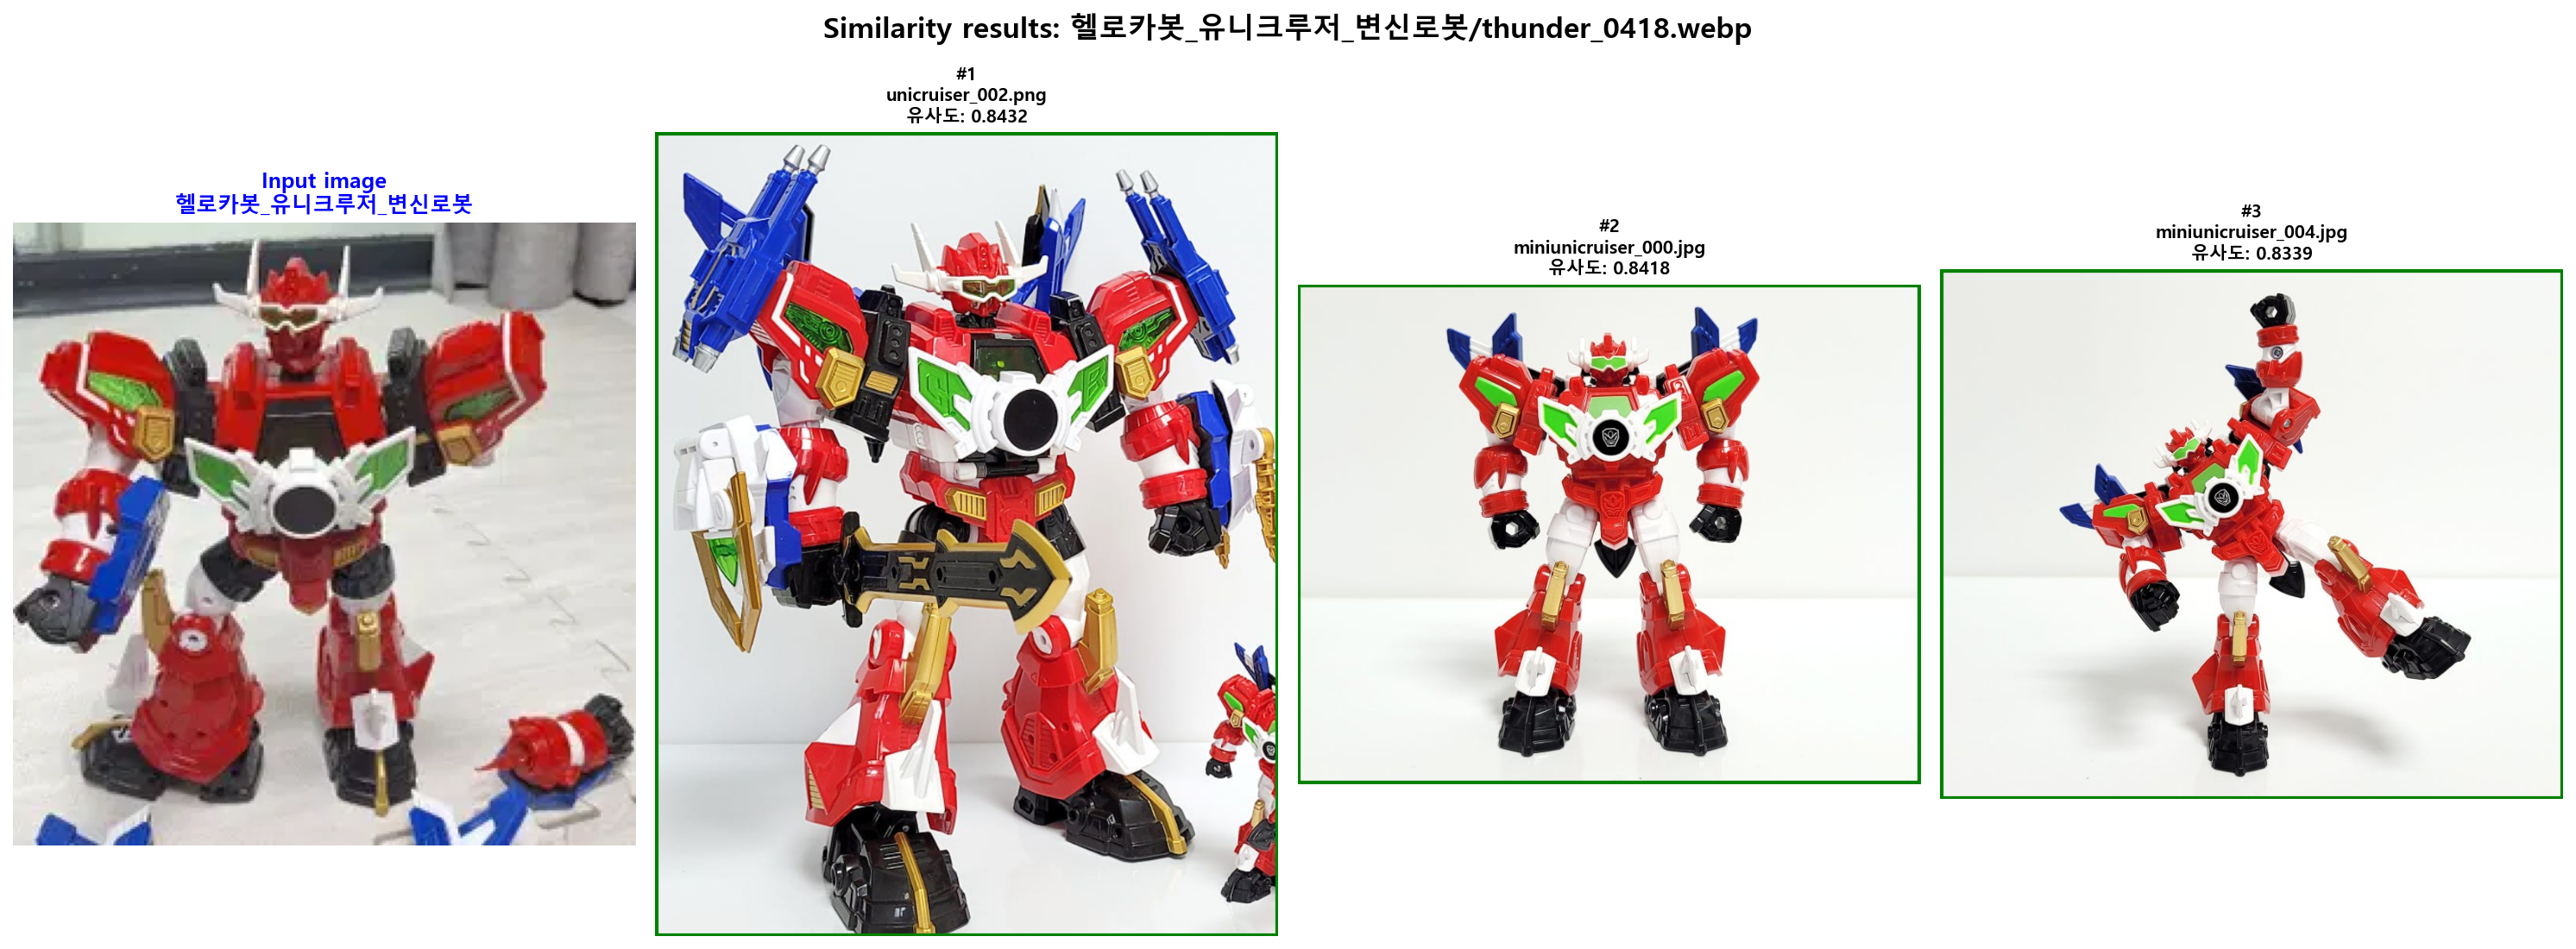 Similarity results: 헬로카봇_유니크루저_변신로봇/thunder_0418.webp
Input image
헬로카봇_유니크루저_변신로봇
#1
unicruiser_002.png
유사도: 0.8432
#2
miniunicruiser_000.jpg
유사도: 0.8418
#3
miniunicruiser_004.jpg
유사도: 0.8339